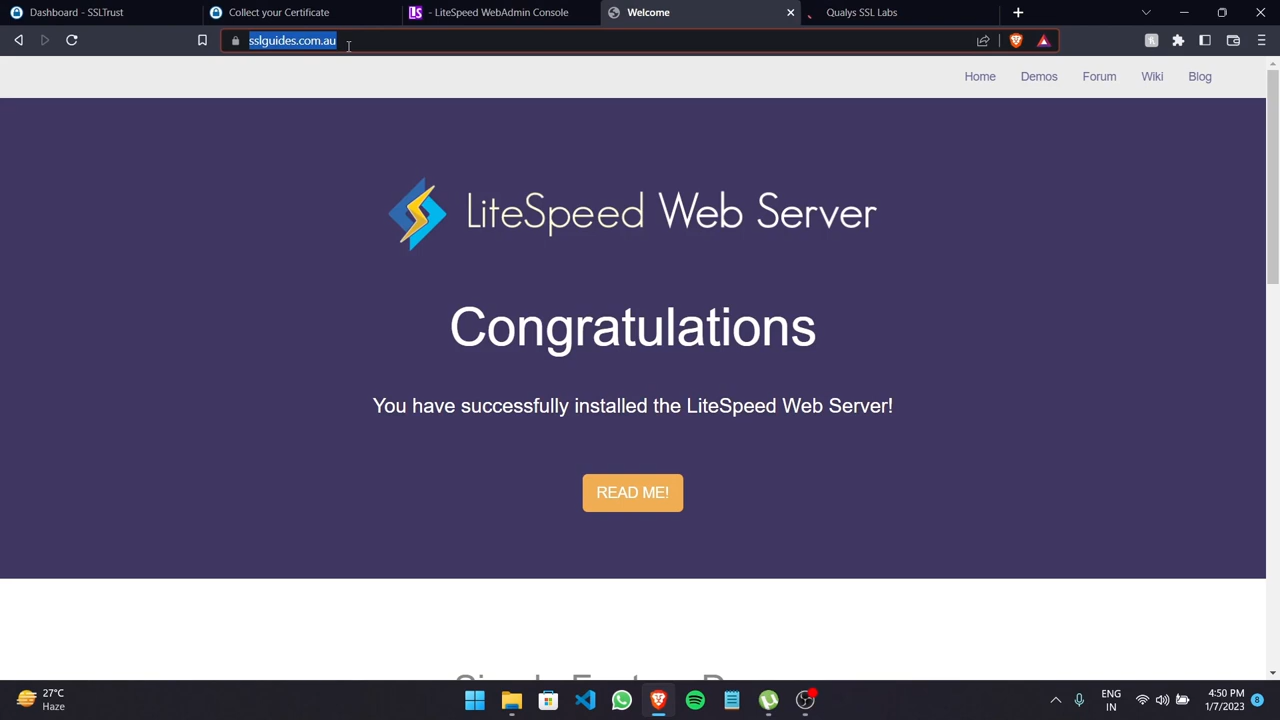 Dashboard - SSLTrust
Collect your Certificate
LS - LiteSpeed WebAdmin Console
Welcome
Qualys SSL Labs
sslguides.com.au
Home Demos Forum Wiki Blog
LiteSpeed Web Server
Congratulations
You have successfully installed the LiteSpeed Web Server!
READ ME!
27°C
Haze
ENG
IN
4:50 PM
1/7/2023
8